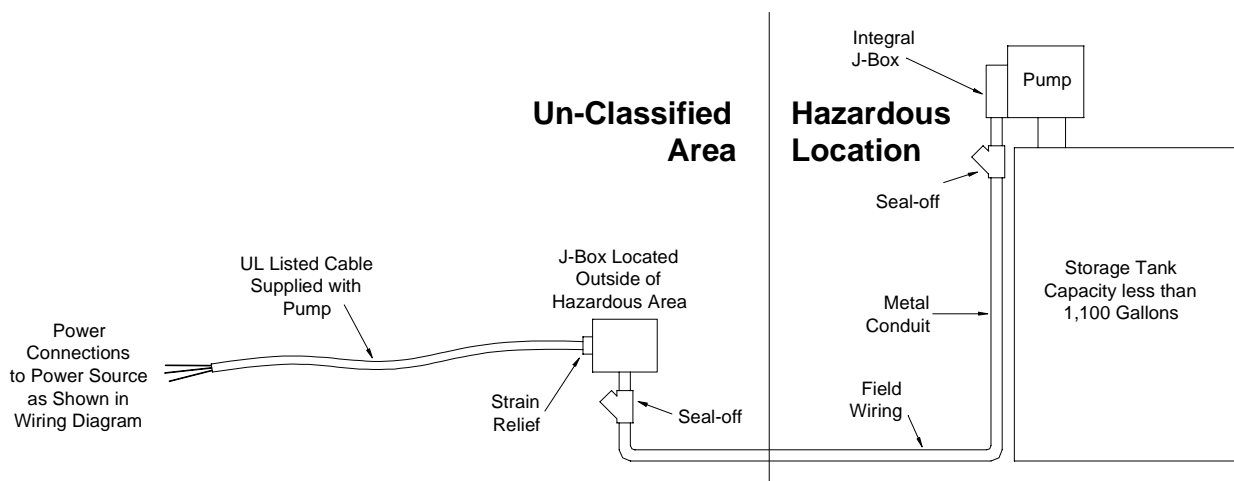 Un-Classified
Area
Hazardous
Location
Integral
J-Box
Pump
Seal-off
UL Listed Cable
Supplied with
Pump
J-Box Located
Outside of
Hazardous Area
Storage Tank
Capacity less than
1,100 Gallons
Metal
Conduit
Power
Connections
to Power Source
as Shown in
Wiring Diagram
Strain
Relief
Seal-off
Field
Wiring